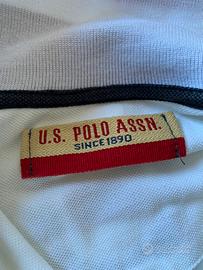 U.S. POLO ASSN.
SINCE 1890